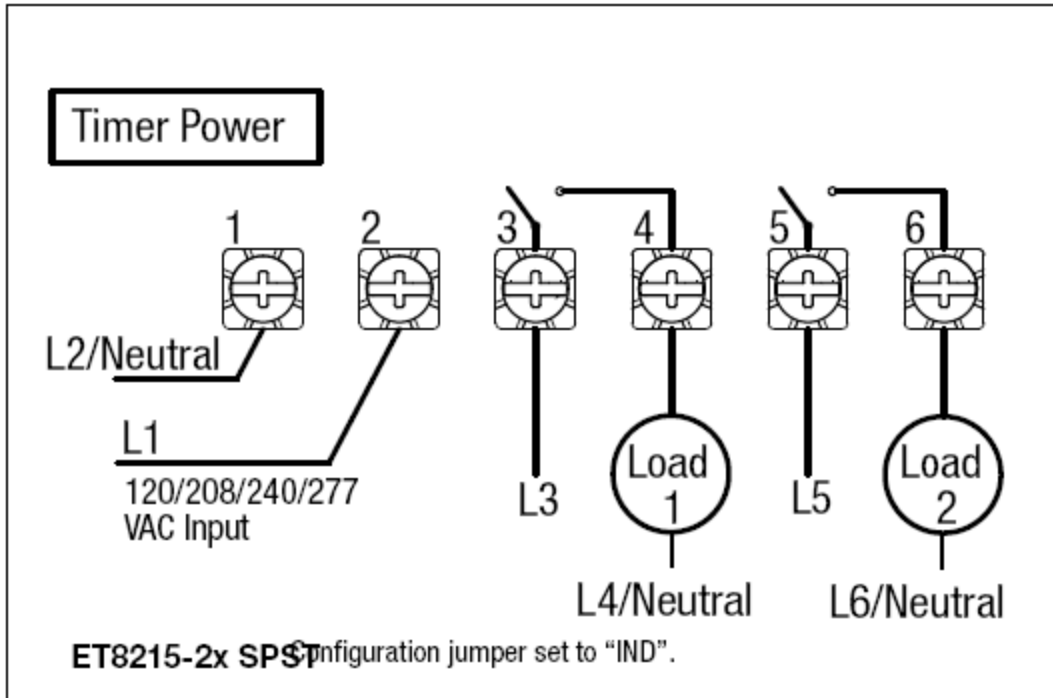 Timer Power
1 2 3 4 5 6
L2/Neutral
L1
120/208/240/277
VAC Input
L3
Load
1
L4/Neutral
L5
Load
2
L6/Neutral
ET8215-2x SPST Configuration jumper set to “IND”.